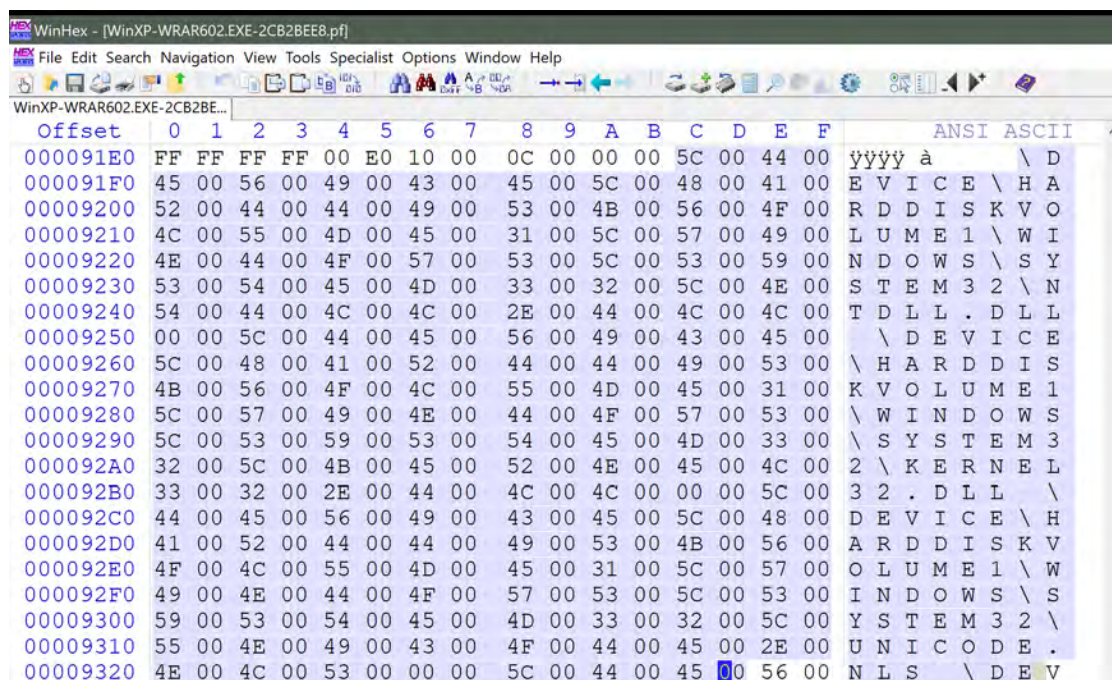 WinHex - [WinXP-WRAR602.EXE-2CB2BEE8.pf]
File Edit Search Navigation View Tools Specialist Options Window Help
WinXP-WRAR602.EXE-2CB2BE...
Offset 0 1 2 3 4 5 6 7 8 9 A B C D E F ANSI ASCII
000091E0 FF FF FF FF 00 E0 10 00 0C 00 00 00 5C 00 44 00 ÿÿÿÿ à \ D
000091F0 45 00 56 00 49 00 43 00 45 00 5C 00 48 00 41 00 E V I C E \ H A
00009200 52 00 44 00 44 00 49 00 53 00 4B 00 56 00 4F 00 R D D I S K V O
00009210 4C 00 55 00 4D 00 45 00 31 00 5C 00 57 00 49 00 L U M E 1 \ W I
00009220 4E 00 44 00 4F 00 57 00 53 00 5C 00 53 00 59 00 N D O W S \ S Y
00009230 53 00 54 00 45 00 4D 00 33 00 32 00 5C 00 4E 00 S T E M 3 2 \ N
00009240 54 00 44 00 4C 00 4C 00 2E 00 44 00 4C 00 4C 00 T D L L . D L L
00009250 00 00 5C 00 44 00 45 00 56 00 49 00 43 00 45 00 \ D E V I C E
00009260 5C 00 48 00 41 00 52 00 44 00 44 00 49 00 53 00 \ H A R D D I S
00009270 4B 00 56 00 4F 00 4C 00 55 00 4D 00 45 00 31 00 K V O L U M E 1
00009280 5C 00 57 00 49 00 4E 00 44 00 4F 00 57 00 53 00 \ W I N D O W S
00009290 5C 00 53 00 59 00 53 00 54 00 45 00 4D 00 33 00 \ S Y S T E M 3
000092A0 32 00 5C 00 4B 00 45 00 52 00 4E 00 45 00 4C 00 2 \ K E R N E L
000092B0 33 00 32 00 2E 00 44 00 4C 00 4C 00 00 00 5C 00 3 2 . D L L \
000092C0 44 00 45 00 56 00 49 00 43 00 45 00 5C 00 48 00 D E V I C E \ H
000092D0 41 00 52 00 44 00 44 00 49 00 53 00 4B 00 56 00 A R D D I S K V
000092E0 4F 00 4C 00 55 00 4D 00 45 00 31 00 5C 00 57 00 O L U M E 1 \ W
000092F0 49 00 4E 00 44 00 4F 00 57 00 53 00 5C 00 53 00 I N D O W S \ S
00009300 59 00 53 00 54 00 45 00 4D 00 33 00 32 00 5C 00 Y S T E M 3 2 \
00009310 55 00 4E 00 49 00 43 00 4F 00 44 00 45 00 2E 00 U N I C O D E .
00009320 4E 00 4C 00 53 00 00 00 5C 00 44 00 45 00 56 00 N L S \ D E V